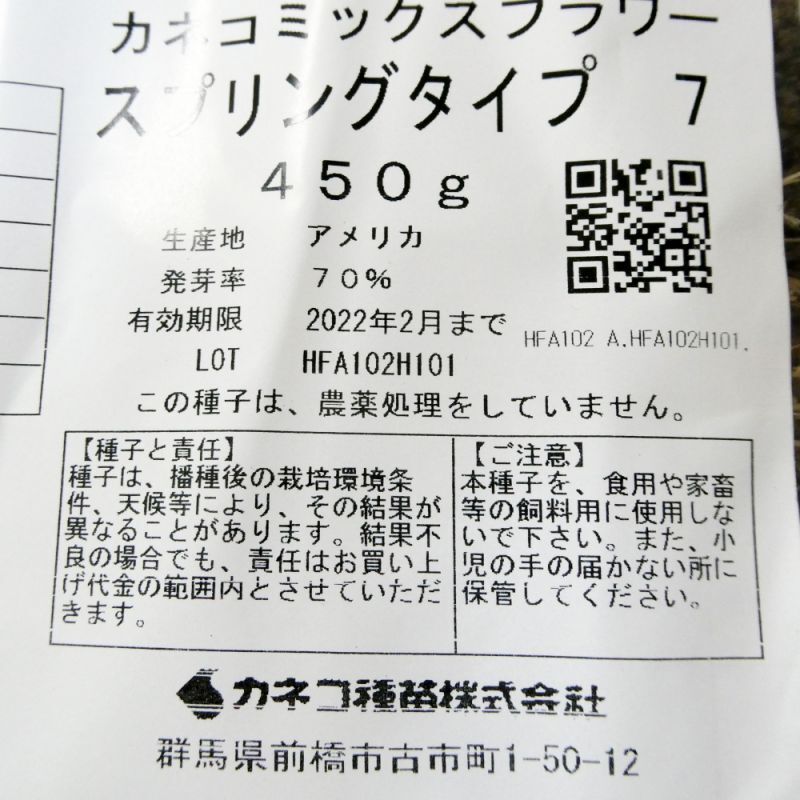 カネコミックスフラワー
スプリングタイプ 7
450g
生産地 アメリカ
発芽率 70%
有効期限 2022年2月まで
HFA102 A.HFA102H101.
LOT HFA102H101
この種子は、農薬処理をしていません。
【種子と責任】
種子は、播種後の栽培環境条
件、天候等により、その結果が
異なることがあります。結果不
良の場合でも、責任はお買い上
げ代金の範囲内とさせていただ
きます。
【ご注意】
本種子を、食用や家畜
等の飼料用に使用しな
いで下さい。また、小
児の手の届かない所に
保管してください。
カネコ種苗株式会社
群馬県前橋市古市町1-50-12